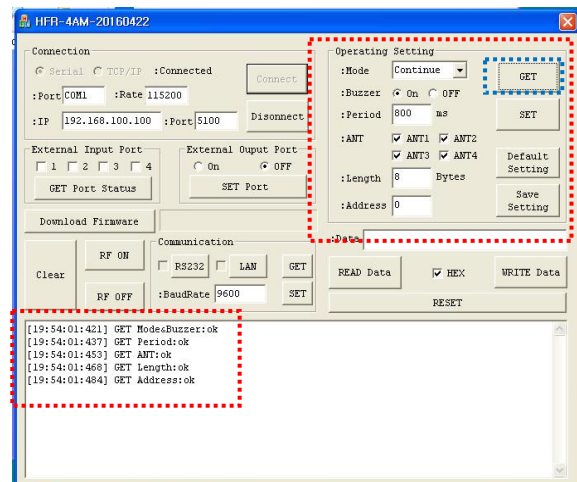 HFR-4AM-20160422
Connection
Serial TCP/IP :Connected
Connect
:Port COM1 :Rate 115200
:IP 192.168.100.100 :Port 5100
Disonnect
External Input Port
1 2 3 4
GET Port Status
External Ouput Port
On OFF
SET Port
Download Firmware
Clear
RF ON
RF OFF
Communication
RS232 LAN GET
:BaudRate 9600 SET
Operating Setting
:Mode Continue GET
:Buzzer On OFF
:Period 800 ms SET
:ANT ANT1 ANT2
ANT3 ANT4
Default Setting
:Length 8 Bytes
:Address 0
Save Setting
:Data
READ Data HEX WRITE Data
RESET
[19:54:01:421] GET Mode&Buzzer:ok
[19:54:01:437] GET Period:ok
[19:54:01:453] GET ANT:ok
[19:54:01:468] GET Length:ok
[19:54:01:484] GET Address:ok